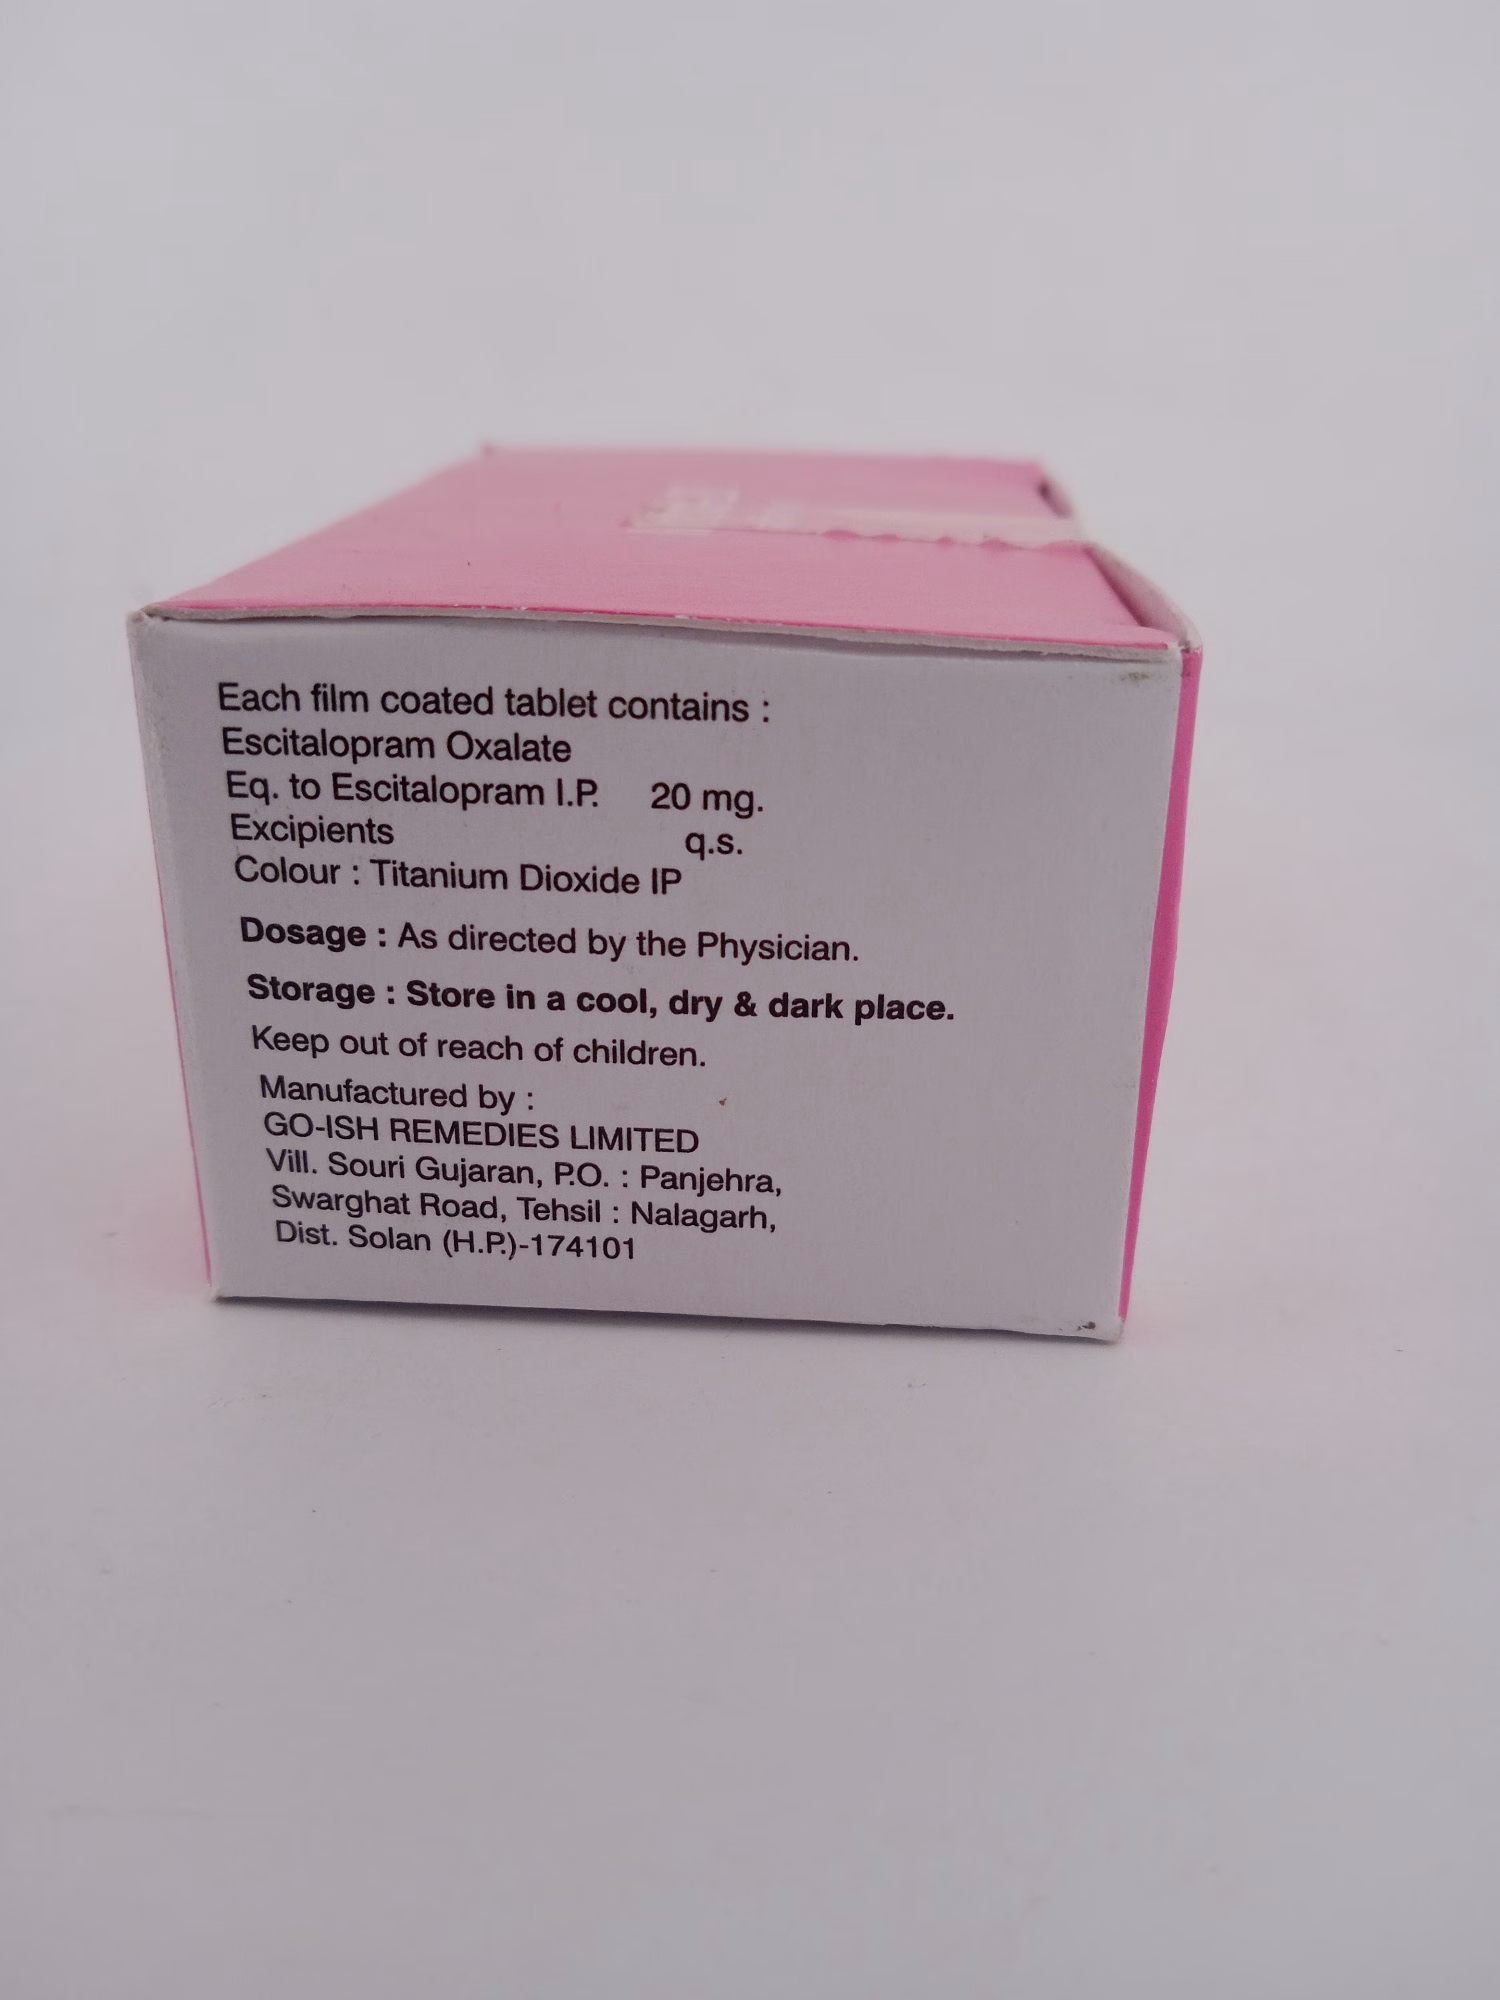 Each film coated tablet contains :
Escitalopram Oxalate
Eq. to Escitalopram I.P. 20 mg.
Excipients q.s.
Colour : Titanium Dioxide IP
Dosage : As directed by the Physician.
Storage : Store in a cool, dry & dark place.
Keep out of reach of children.
Manufactured by :
GO-ISH REMEDIES LIMITED
Vill. Souri Gujaran, P.O. : Panjehra,
Swarghat Road, Tehsil : Nalagarh,
Dist. Solan (H.P.)-174101